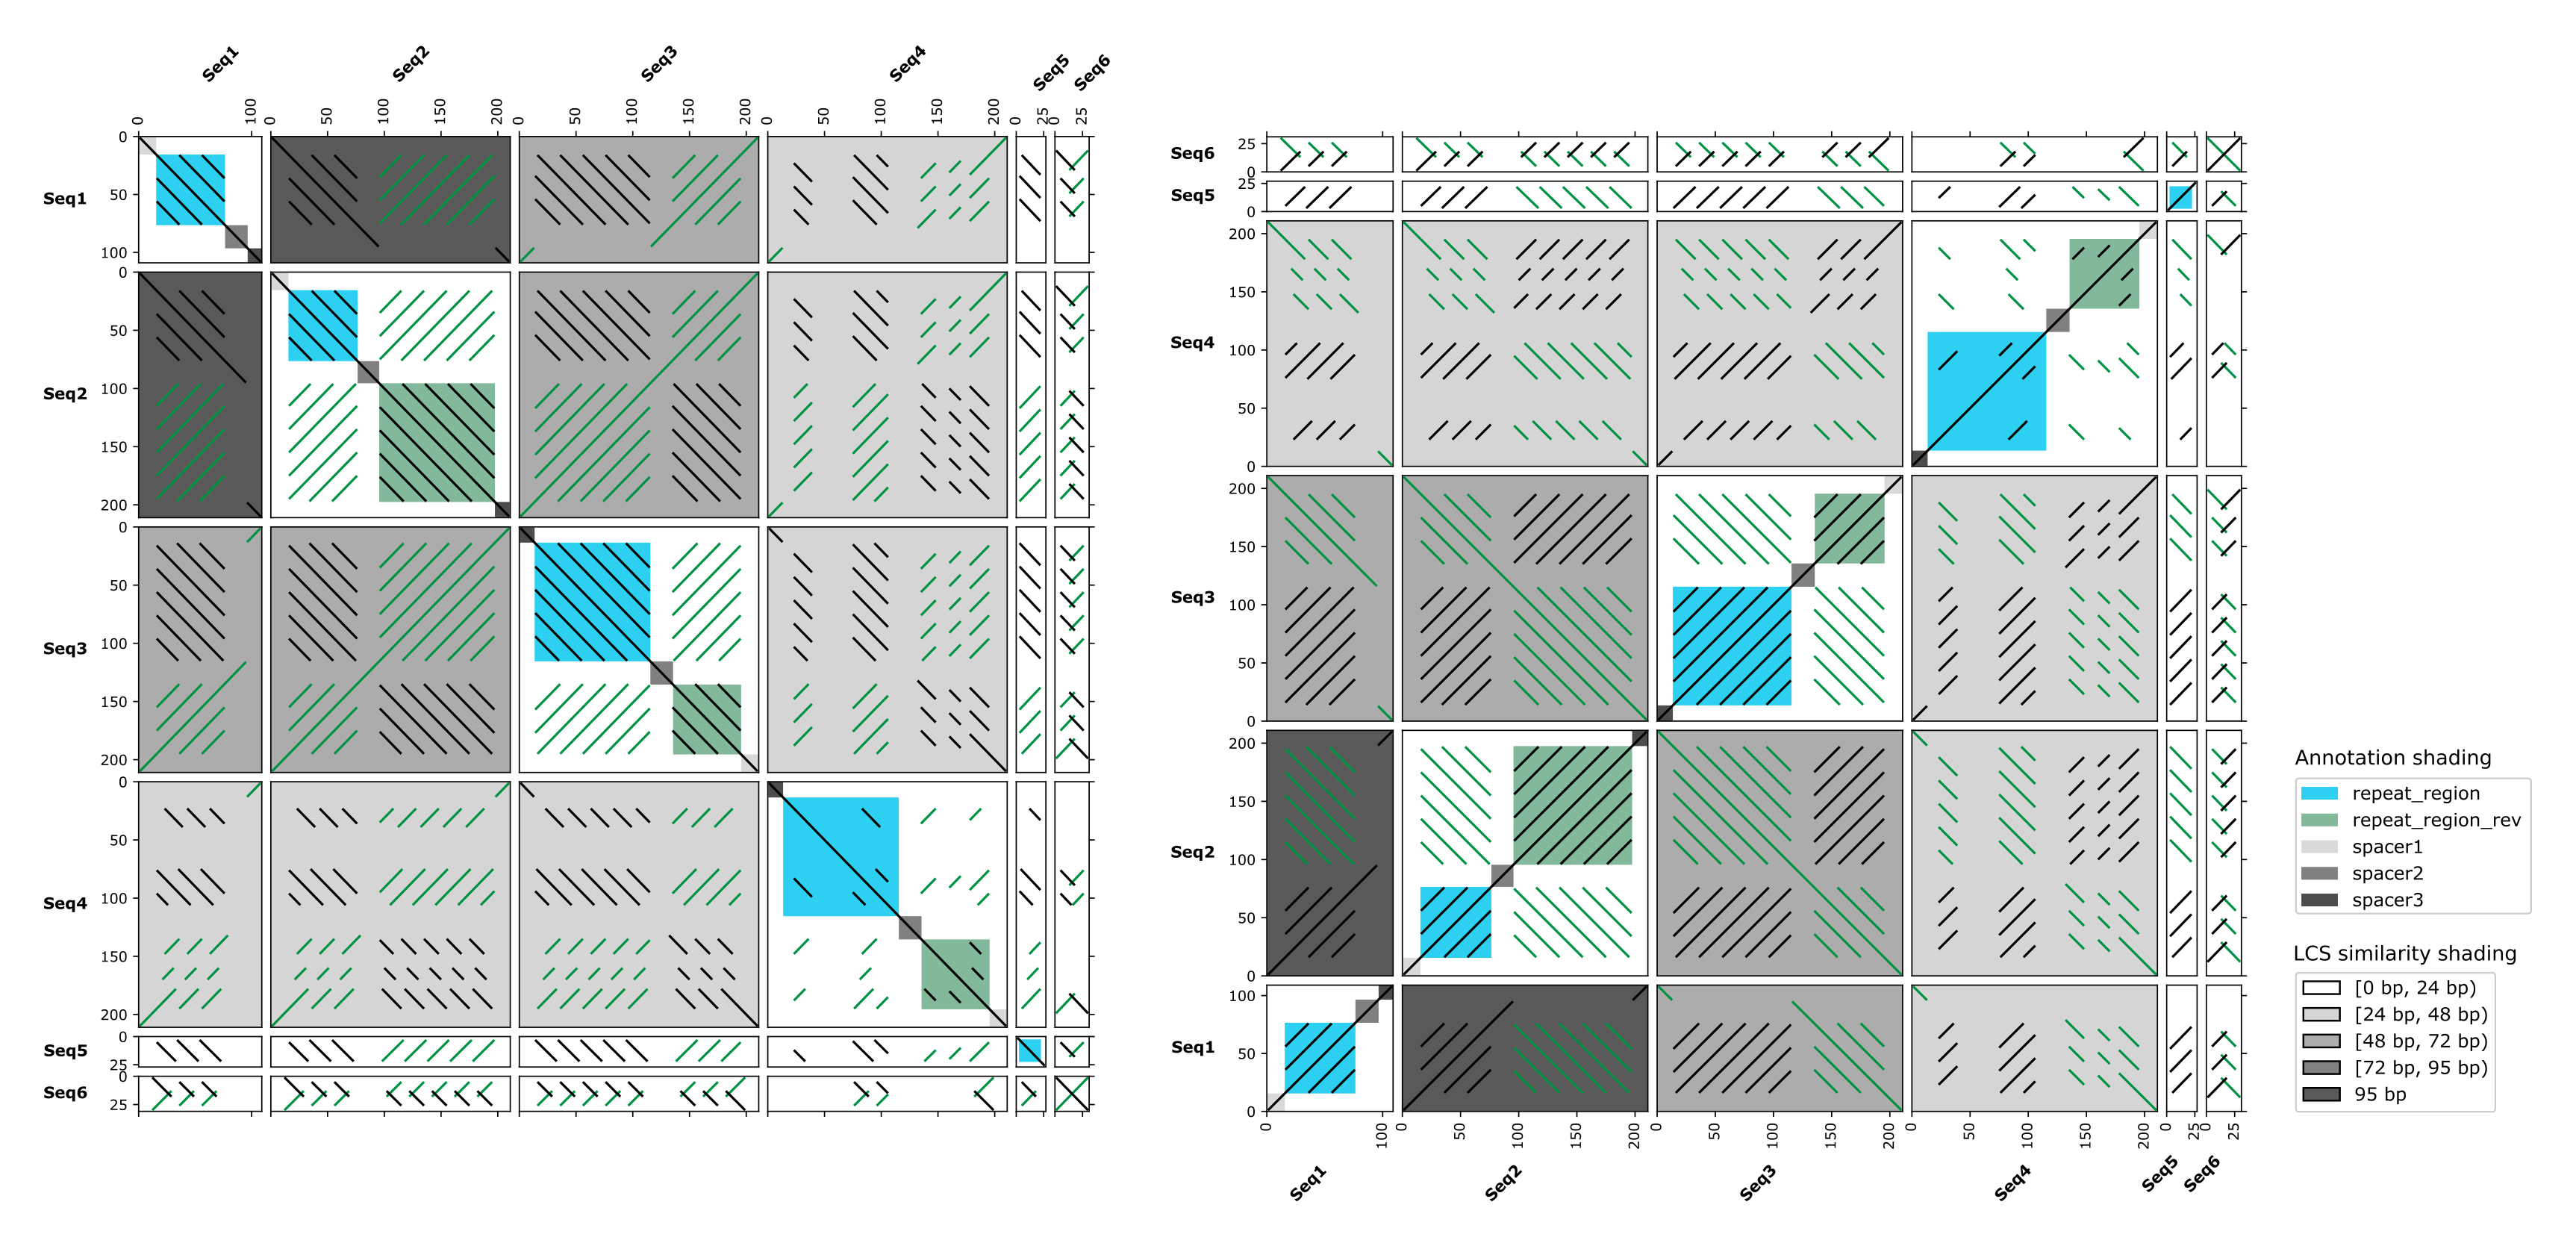 Seq1 Seq2 Seq3 Seq4 Seq5 Seq6
0 100 0 50 100 150 200 0 50 100 150 200 0 50 100 150 200 0 25 0 25
Seq1 0 50 100
Seq2 0 50 100 150 200
Seq3 0 50 100 150 200
Seq4 0 50 100 150 200
Seq5 0 25
Seq6 0 25
Seq6 25 0
Seq5 25 0
Seq4 200 150 100 50 0
Seq3 200 150 100 50 0
Seq2 200 150 100 50 0
Seq1 100 50 0
0 100 0 50 100 150 200 0 50 100 150 200 0 50 100 150 200 0 25 0 25
Seq1 Seq2 Seq3 Seq4 Seq5 Seq6
Annotation shading
repeat_region
repeat_region_rev
spacer1
spacer2
spacer3
LCS similarity shading
[0 bp, 24 bp)
[24 bp, 48 bp)
[48 bp, 72 bp)
[72 bp, 95 bp)
95 bp